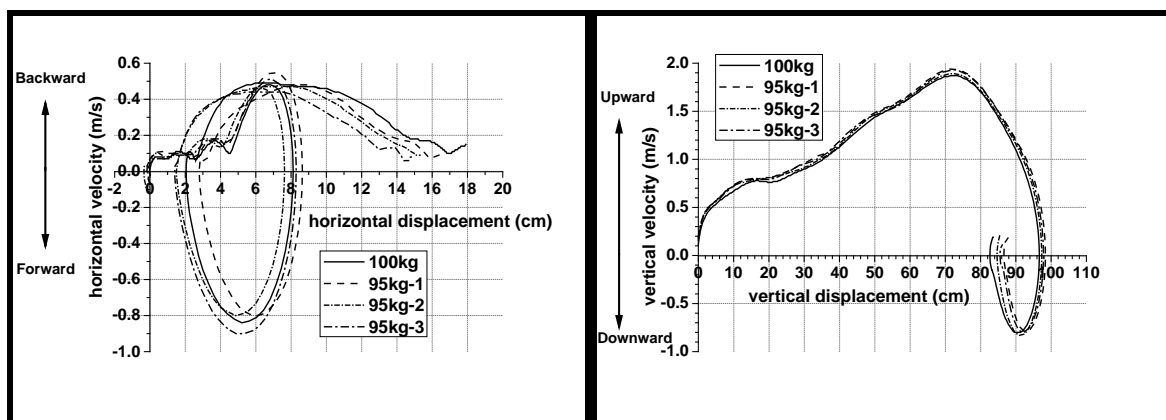 Backward
Forward
horizontal velocity (m/s)
0.6
0.4
0.2
0.0
-0.2
-0.4
-0.6
-0.8
-1.0
-2 0 2 4 6 8 10 12 14 16 18 20
horizontal displacement (cm)
100kg
95kg-1
95kg-2
95kg-3
Upward
Downward
vertical velocity (m/s)
2.0
1.5
1.0
0.5
0.0
-0.5
-1.0
0 10 20 30 40 50 60 70 80 90 100 110
vertical displacement (cm)
100kg
95kg-1
95kg-2
95kg-3